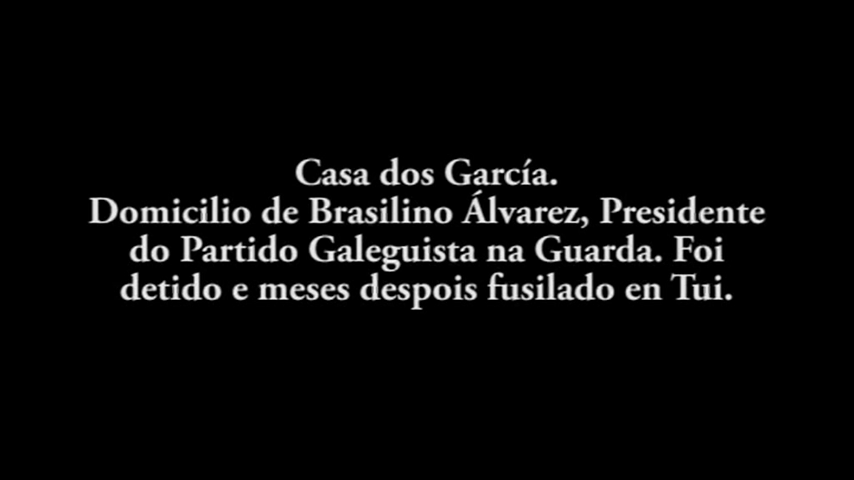 Casa dos García.
Domicilio de Brasilino Álvarez, Presidente
do Partido Galeguista na Guarda. Foi
detido e meses despois fusilado en Tui.